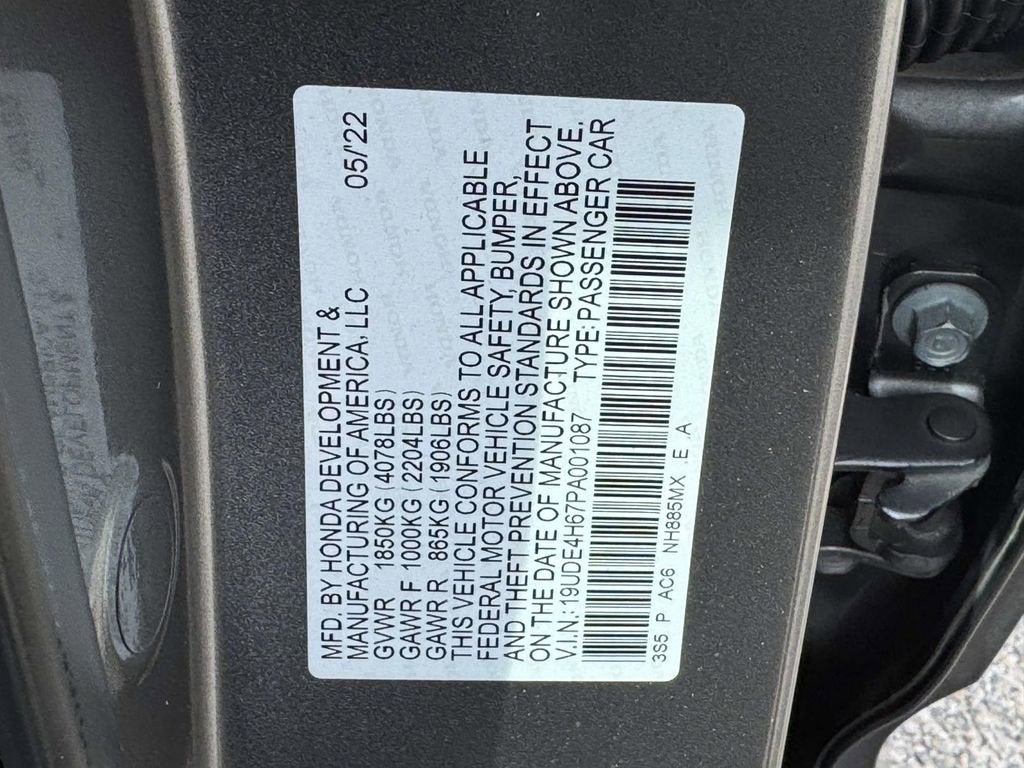 MFD. BY HONDA DEVELOPMENT &
MANUFACTURING OF AMERICA, LLC 05/'22
GVWR 1850KG (4078LBS)
GAWR F 1000KG (2204LBS)
GAWR R 865KG (1906LBS)
THIS VEHICLE CONFORMS TO ALL APPLICABLE
FEDERAL MOTOR VEHICLE SAFETY, BUMPER,
AND THEFT PREVENTION STANDARDS IN EFFECT
ON THE DATE OF MANUFACTURE SHOWN ABOVE.
V.I.N.:19UDE4H67PA001087 TYPE:PASSENGER CAR
3S5 P AC6 NH885MX E A